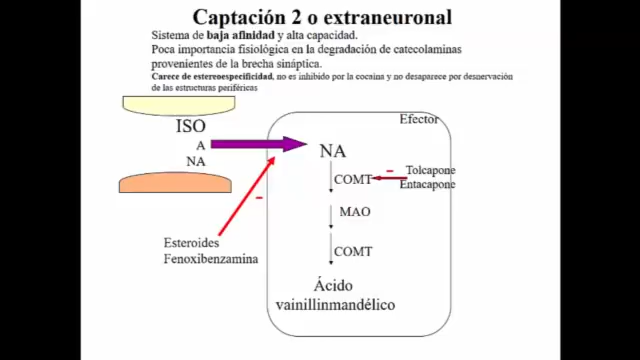 Captación 2 o extraneuronal
Sistema de baja afinidad y alta capacidad.
Poca importancia fisiológica en la degradación de catecolaminas
provenientes de la brecha sináptica.
Carece de estereoespecificidad, no es inhibido por la cocaina y no desaparece por desnervación
de las estructuras periféricas
Efector
ISO
A
NA
NA
COMT
-
Tolcapone
Entacapone
-
MAO
Esteroides
Fenoxibenzamina
COMT
Ácido
vainillinmandélico